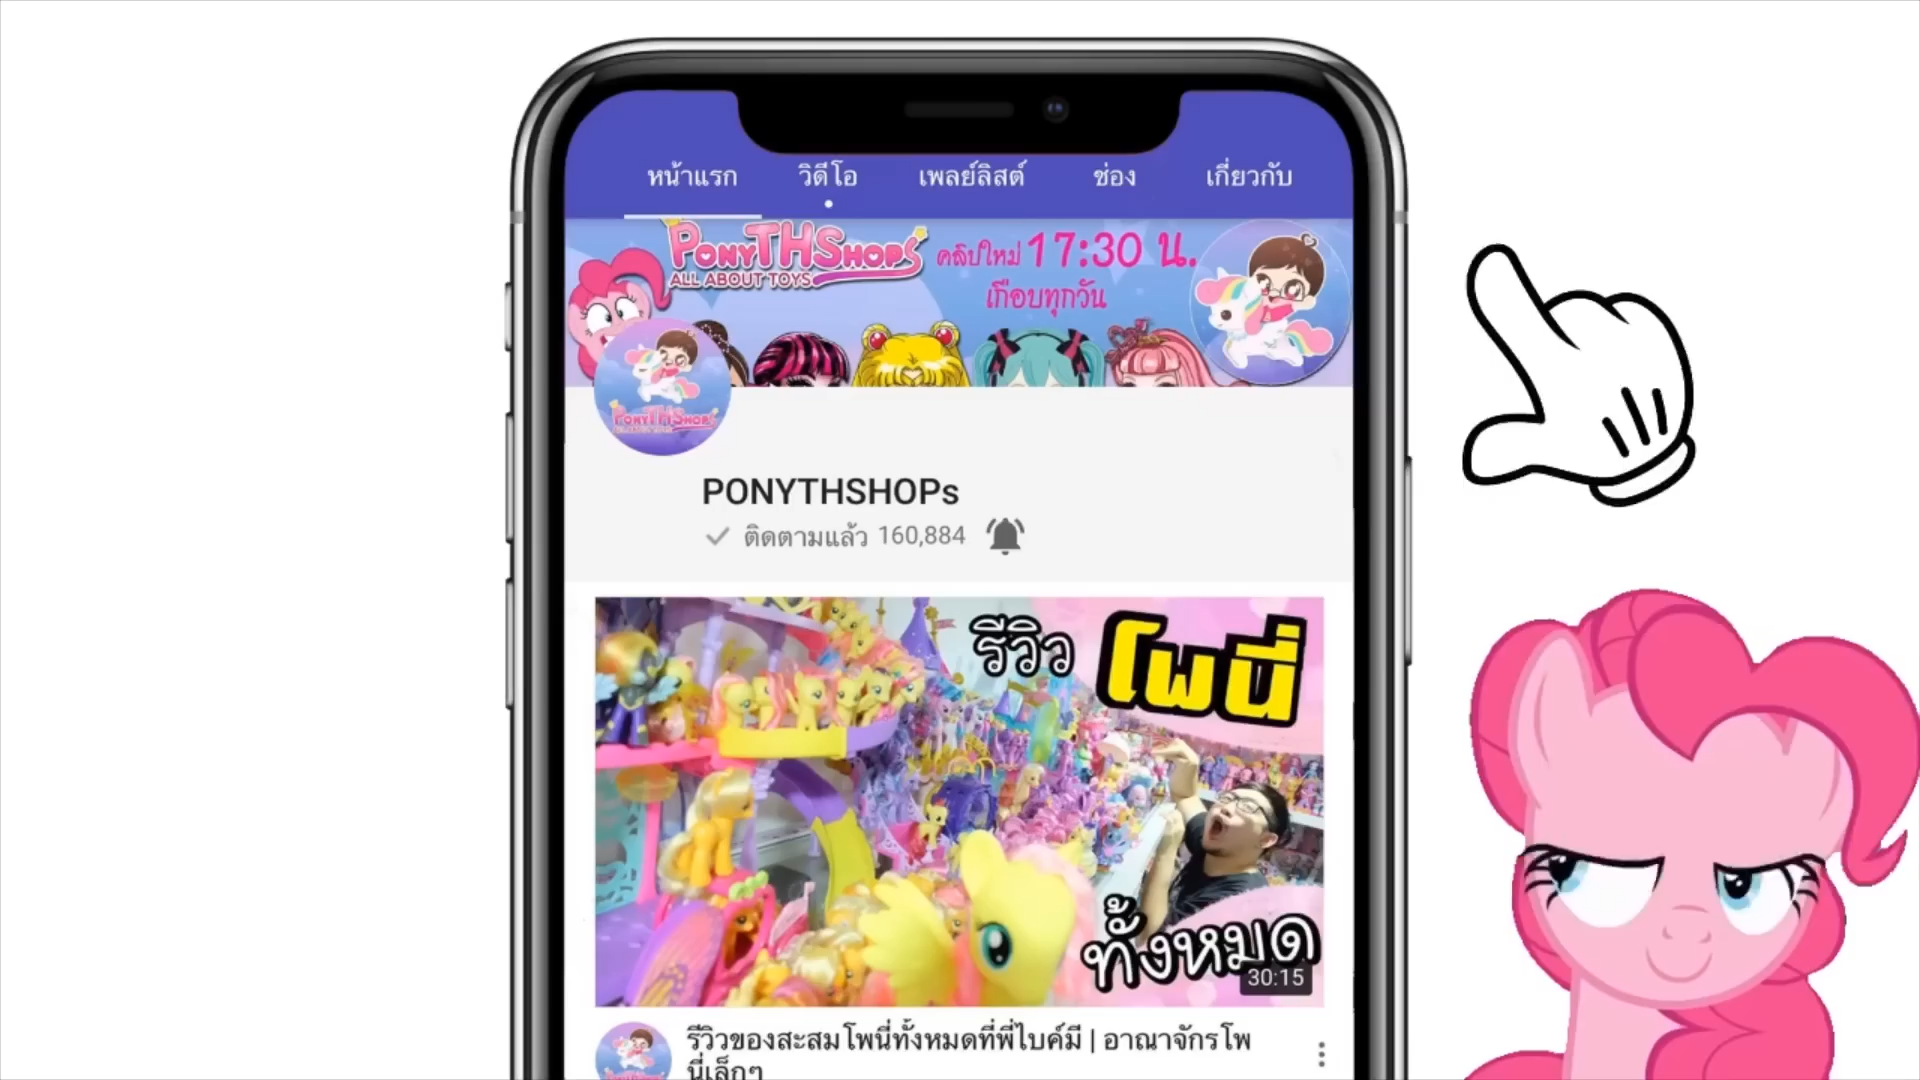 หน้าแรก วิดีโอ เพลย์ลิสต์ ช่อง เกี่ยวกับ
PONYTHSHOPS
ALL ABOUT TOYS
คลิปใหม่ 17:30 น.
เกือบทุกวัน
PONYTHSHOPS
PONYTHSHOPs
ติดตามแล้ว 160,884
รีวิว โพนี่
ทั้งหมด
30:15
รีวิวของสะสมโพนี่ทั้งหมดที่พี่ไบค์มี | อาณาจักรโพ
นี่เล็กๆ